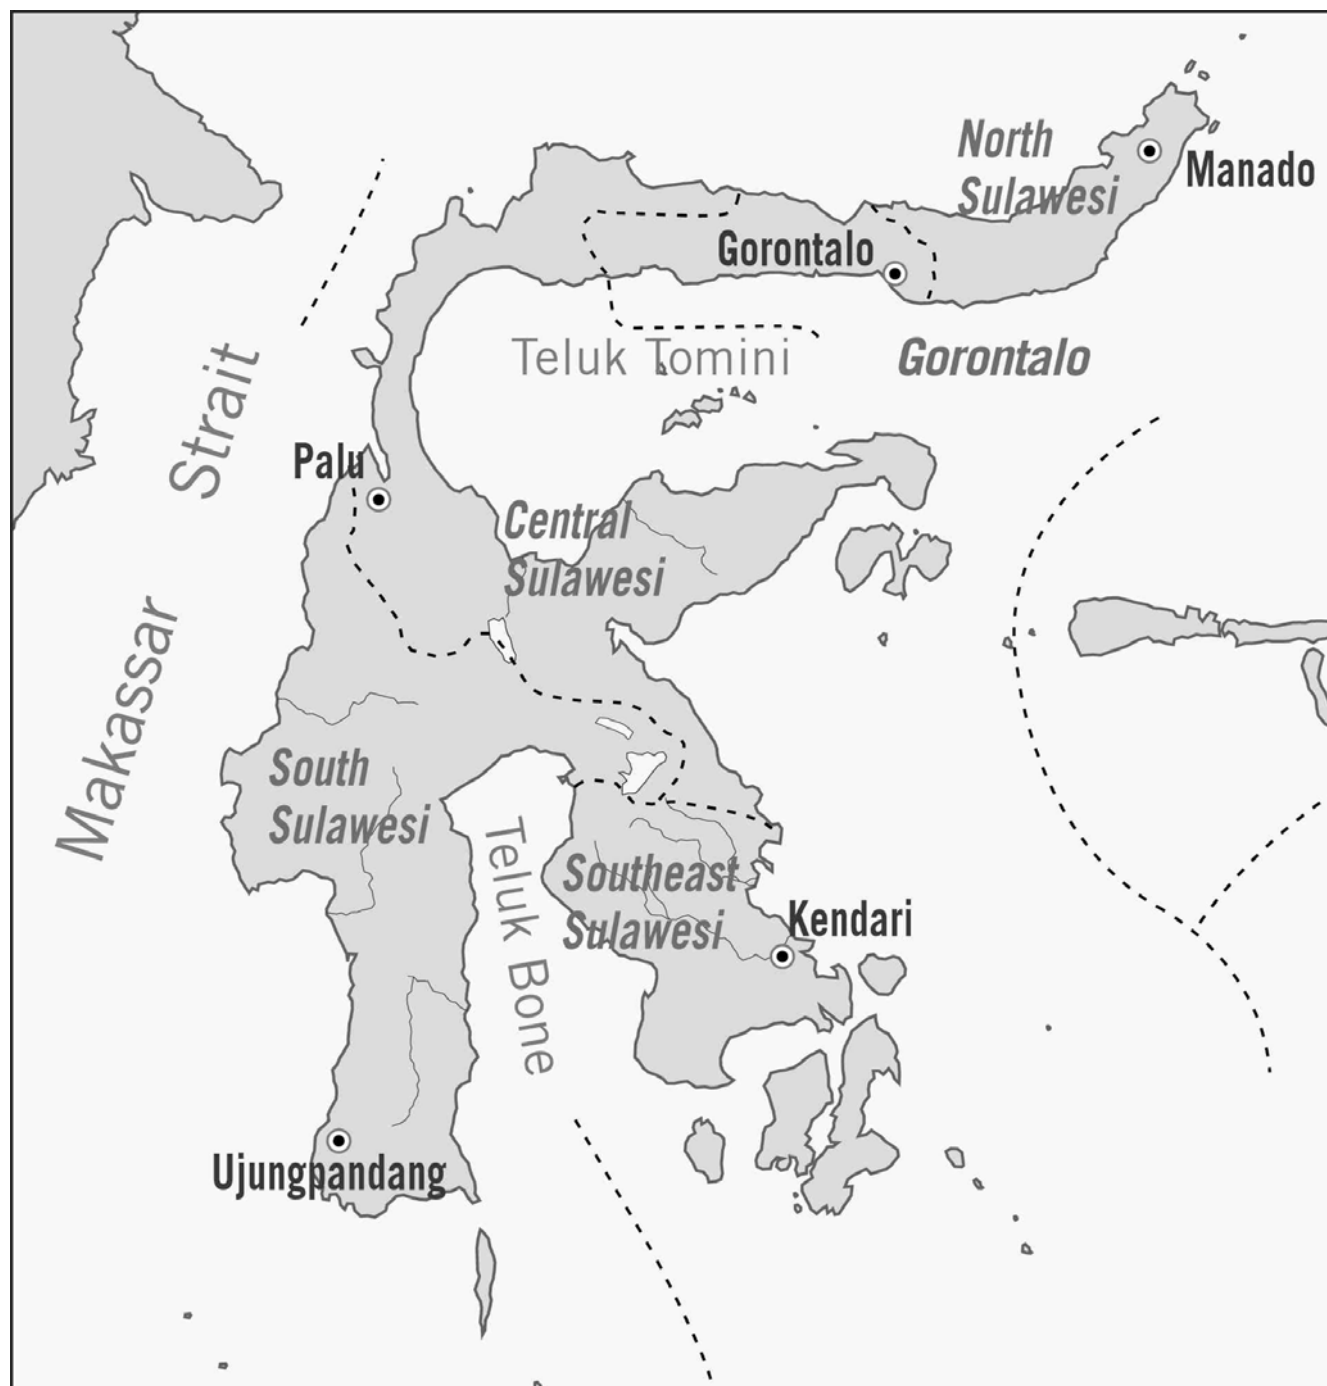 North
Sulawesi
Manado
Gorontalo
Teluk Tomini
Gorontalo
Strait
Palu
Central
Sulawesi
Makassar
South
Sulawesi
Teluk Bone
Southeast
Sulawesi
Kendari
Ujungpandang